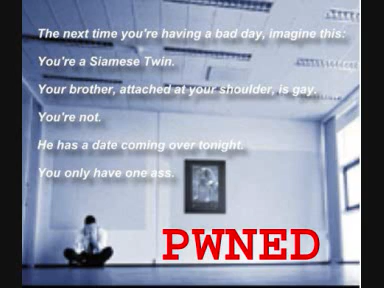 The next time you're having a bad day, imagine this:
You're a Siamese Twin.
Your brother, attached at your shoulder, is gay.
You're not.
He has a date coming over tonight.
You only have one ass.
PWNED